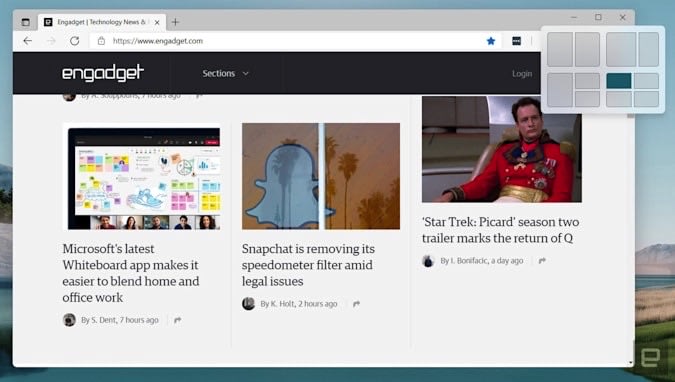 Engadget | Technology News &
https://www.engadget.com
engadget
Sections
Login
By A. Souppouris, 7 hours ago
Microsoft's latest
Whiteboard app makes it
easier to blend home and
office work
By S. Dent, 7 hours ago
Snapchat is removing its
speedometer filter amid
legal issues
By K. Holt, 2 hours ago
‘Star Trek: Picard’ season two
trailer marks the return of Q
By I. Bonifacic, a day ago